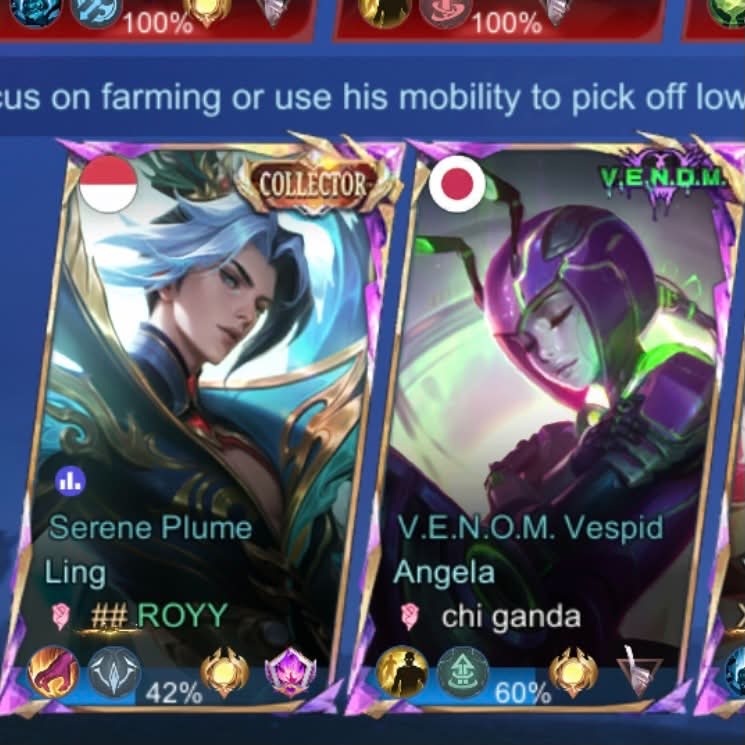 100%
100%
cus on farming or use his mobility to pick off low
COLLECTOR
V.E.N.O.M.
Serene Plume
Ling
## ROYY
42%
V.E.N.O.M. Vespid
Angela
chi ganda
60%